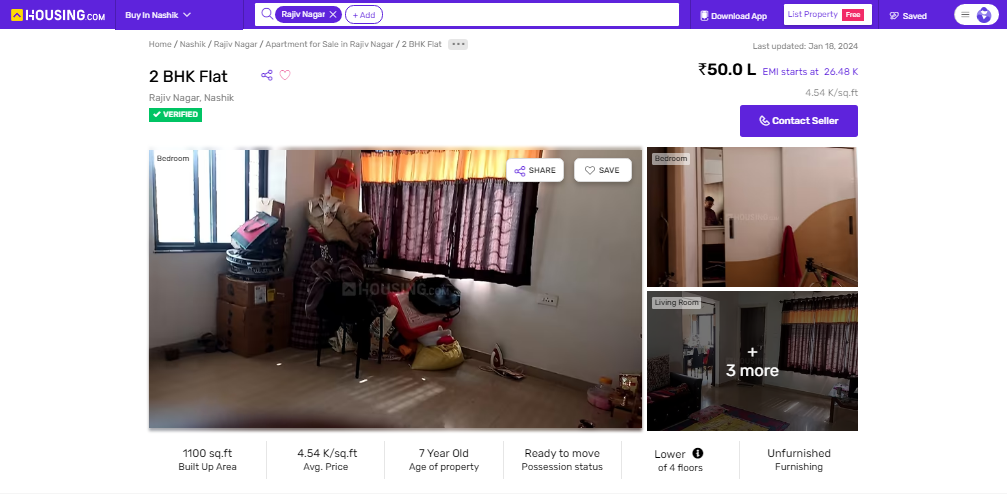 HOUSING.COM
Buy In Nashik
Rajiv Nagar
+ Add
Download App
List Property Free
Saved
Home / Nashik / Rajiv Nagar / Apartment for Sale in Rajiv Nagar / 2 BHK Flat
Last updated: Jan 18, 2024
2 BHK Flat
₹50.0 L EMI starts at 26.48 K
Rajiv Nagar, Nashik
4.54 K/sq.ft
VERIFIED
Contact Seller
Bedroom
SHARE
SAVE
HOUSING.COM
Bedroom
HOUSING.COM
Living Room
+
3 more
1100 sq.ft
Built Up Area
4.54 K/sq.ft
Avg. Price
7 Year Old
Age of property
Ready to move
Possession status
Lower
of 4 floors
Unfurnished
Furnishing